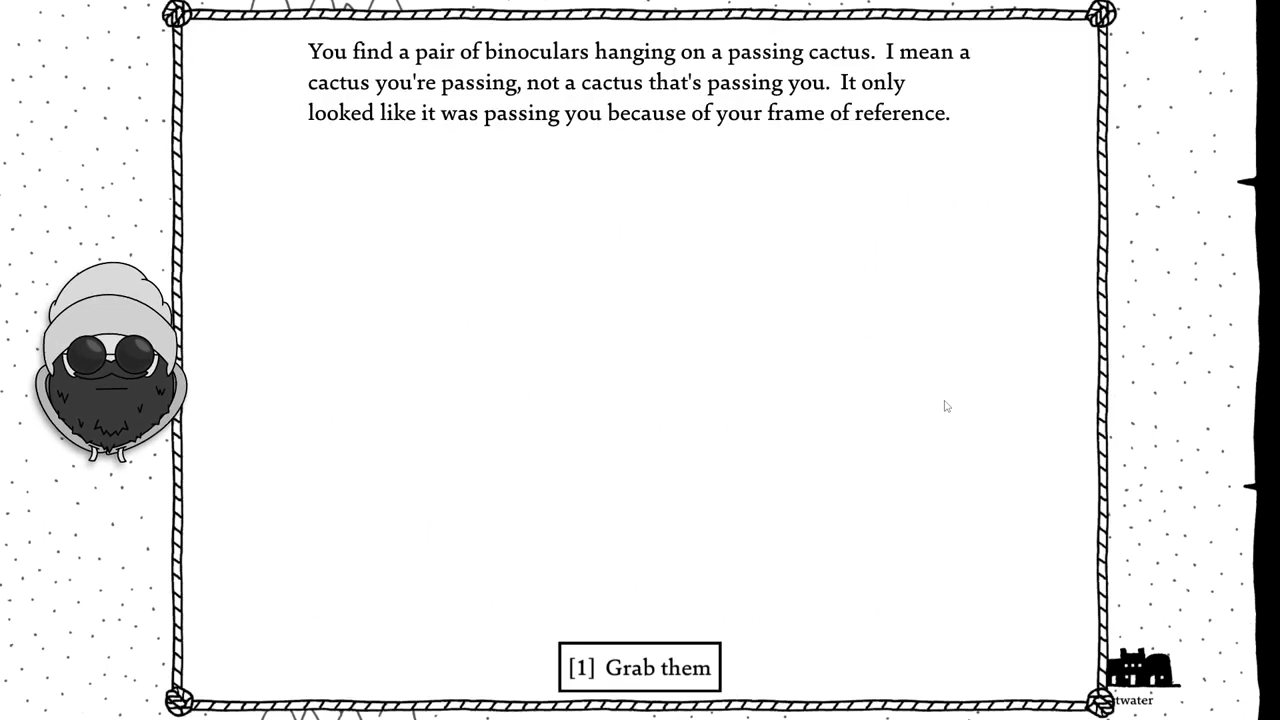 You find a pair of binoculars hanging on a passing cactus.  I mean a
cactus you're passing, not a cactus that's passing you.  It only
looked like it was passing you because of your frame of reference.
[1]  Grab them
twater